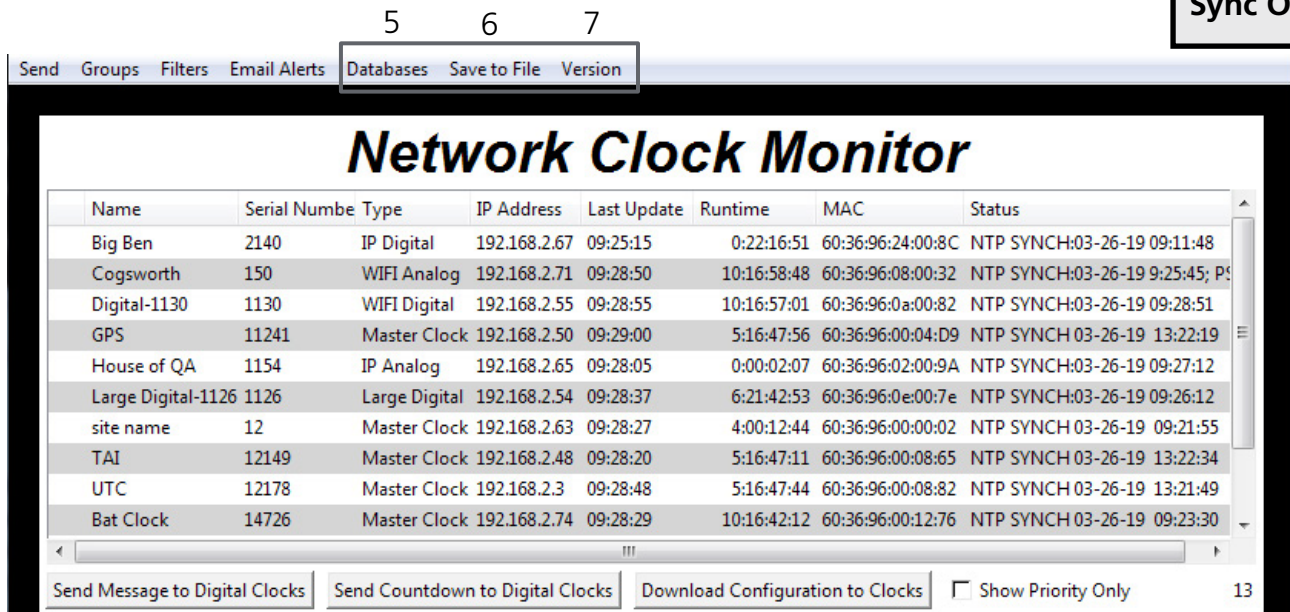 Sync O
5 6 7
Send Groups Filters Email Alerts Databases Save to File Version
Network Clock Monitor
Name Serial Numbe Type IP Address Last Update Runtime MAC Status
Big Ben 2140 IP Digital 192.168.2.67 09:25:15 0:22:16:51 60:36:96:24:00:8C NTP SYNCH:03-26-19 09:11:48
Cogsworth 150 WIFI Analog 192.168.2.71 09:28:50 10:16:58:48 60:36:96:08:00:32 NTP SYNCH:03-26-19 9:25:45; PS
Digital-1130 1130 WIFI Digital 192.168.2.55 09:28:55 10:16:57:01 60:36:96:0a:00:82 NTP SYNCH:03-26-19 09:28:51
GPS 11241 Master Clock 192.168.2.50 09:29:00 5:16:47:56 60:36:96:00:04:D9 NTP SYNCH 03-26-19 13:22:19
House of QA 1154 IP Analog 192.168.2.65 09:28:05 0:00:02:07 60:36:96:02:00:9A NTP SYNCH:03-26-19 09:27:12
Large Digital-1126 1126 Large Digital 192.168.2.54 09:28:37 6:21:42:53 60:36:96:0e:00:7e NTP SYNCH:03-26-19 09:26:12
site name 12 Master Clock 192.168.2.63 09:28:27 4:00:12:44 60:36:96:00:00:02 NTP SYNCH 03-26-19 09:21:55
TAI 12149 Master Clock 192.168.2.48 09:28:20 5:16:47:11 60:36:96:00:08:65 NTP SYNCH 03-26-19 13:22:34
UTC 12178 Master Clock 192.168.2.3 09:28:48 5:16:47:44 60:36:96:00:08:82 NTP SYNCH 03-26-19 13:21:49
Bat Clock 14726 Master Clock 192.168.2.74 09:28:29 10:16:42:12 60:36:96:00:12:76 NTP SYNCH 03-26-19 09:23:30
Send Message to Digital Clocks Send Countdown to Digital Clocks Download Configuration to Clocks Show Priority Only 13